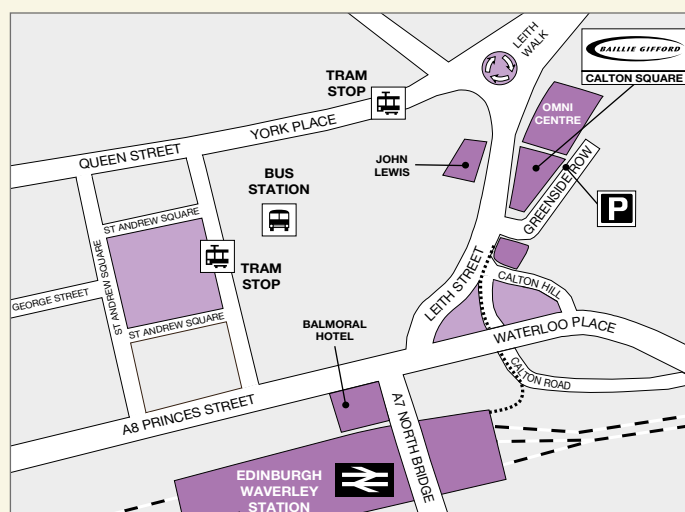 LEITH
WALK
BAILLIE GIFFORD
CALTON SQUARE
TRAM
STOP
OMNI
CENTRE
YORK PLACE
QUEEN STREET
JOHN
LEWIS
BUS
STATION
GREENSIDE ROW
P
ST ANDREW SQUARE
ST ANDREW SQUARE
TRAM
STOP
GEORGE STREET
LEITH STREET
CALTON HILL
ST ANDREW SQUARE
BALMORAL
HOTEL
WATERLOO PLACE
CALTON ROAD
A8 PRINCES STREET
A7 NORTH BRIDGE
EDINBURGH
WAVERLEY
STATION